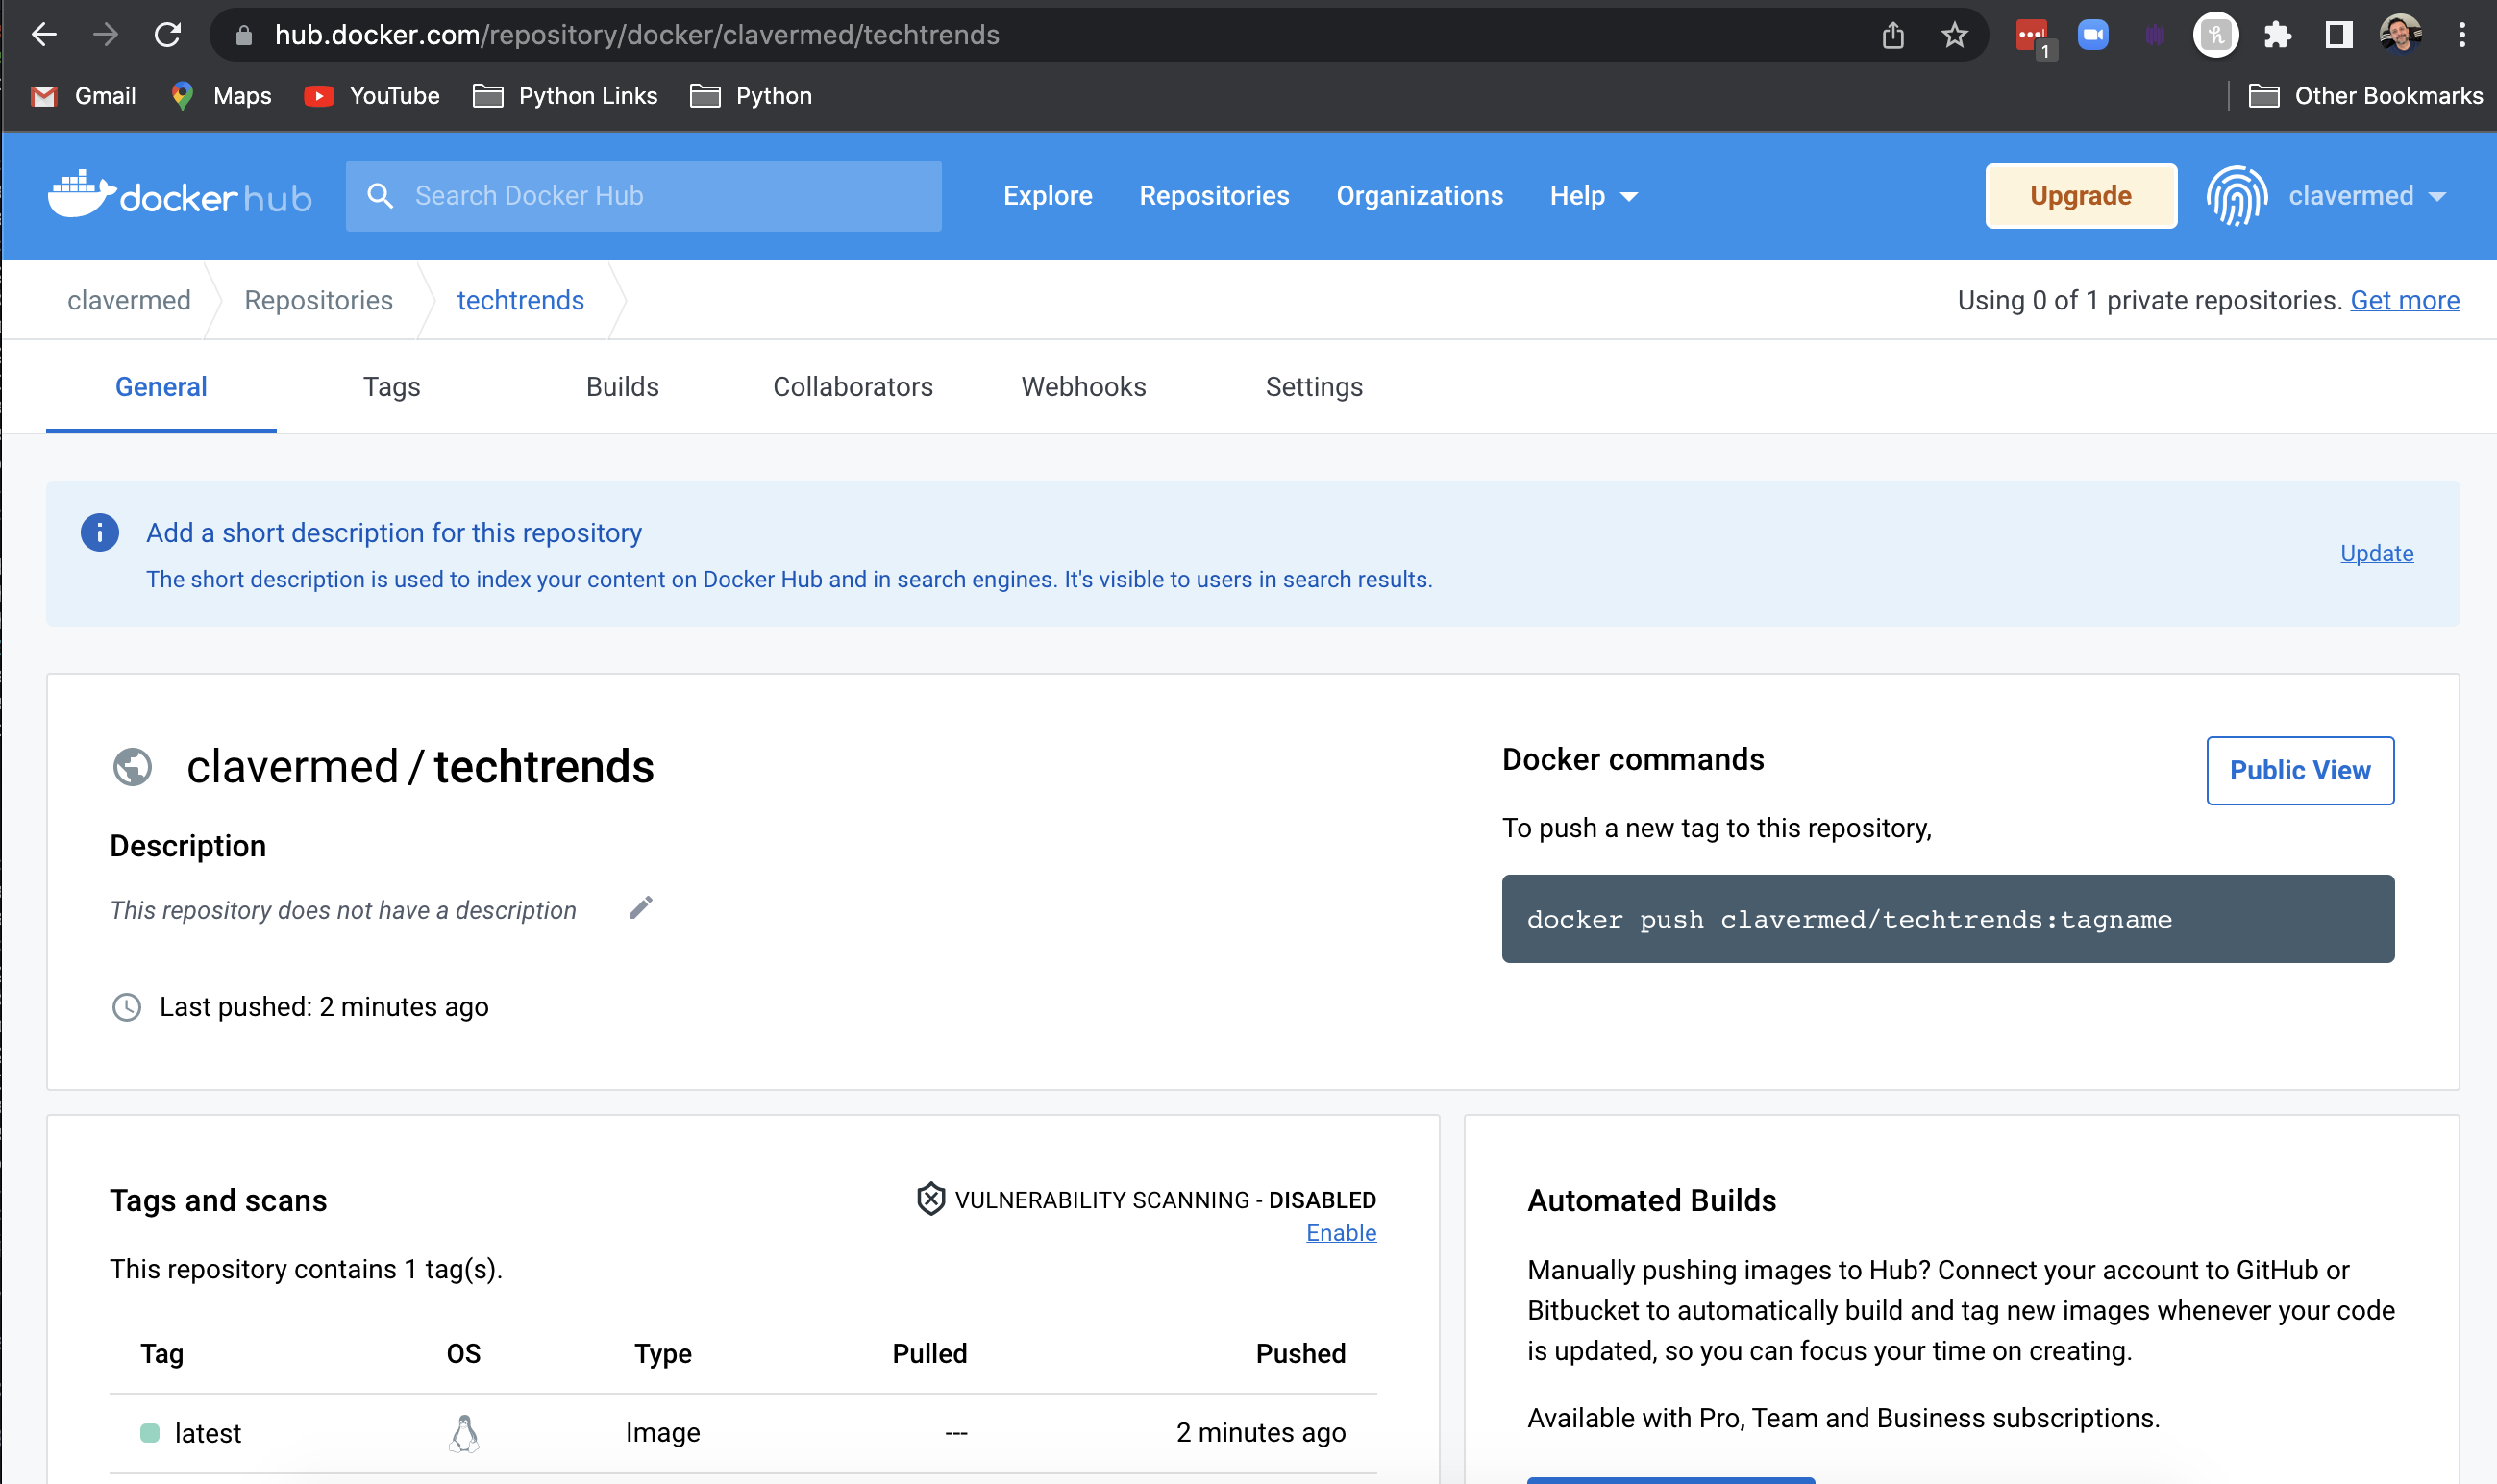 hub.docker.com/repository/docker/clavermed/techtrends
1
Gmail Maps YouTube Python Links Python Other Bookmarks
docker hub Search Docker Hub Explore Repositories Organizations Help Upgrade clavermed
clavermed Repositories techtrends Using 0 of 1 private repositories. Get more
General Tags Builds Collaborators Webhooks Settings
Add a short description for this repository
The short description is used to index your content on Docker Hub and in search engines. It's visible to users in search results.
Update
clavermed / techtrends
Description
This repository does not have a description
Last pushed: 2 minutes ago
Docker commands
Public View
To push a new tag to this repository,
docker push clavermed/techtrends:tagname
Tags and scans
VULNERABILITY SCANNING - DISABLED
Enable
This repository contains 1 tag(s).
Tag OS Type Pulled Pushed
latest Image --- 2 minutes ago
Automated Builds
Manually pushing images to Hub? Connect your account to GitHub or
Bitbucket to automatically build and tag new images whenever your code
is updated, so you can focus your time on creating.
Available with Pro, Team and Business subscriptions.